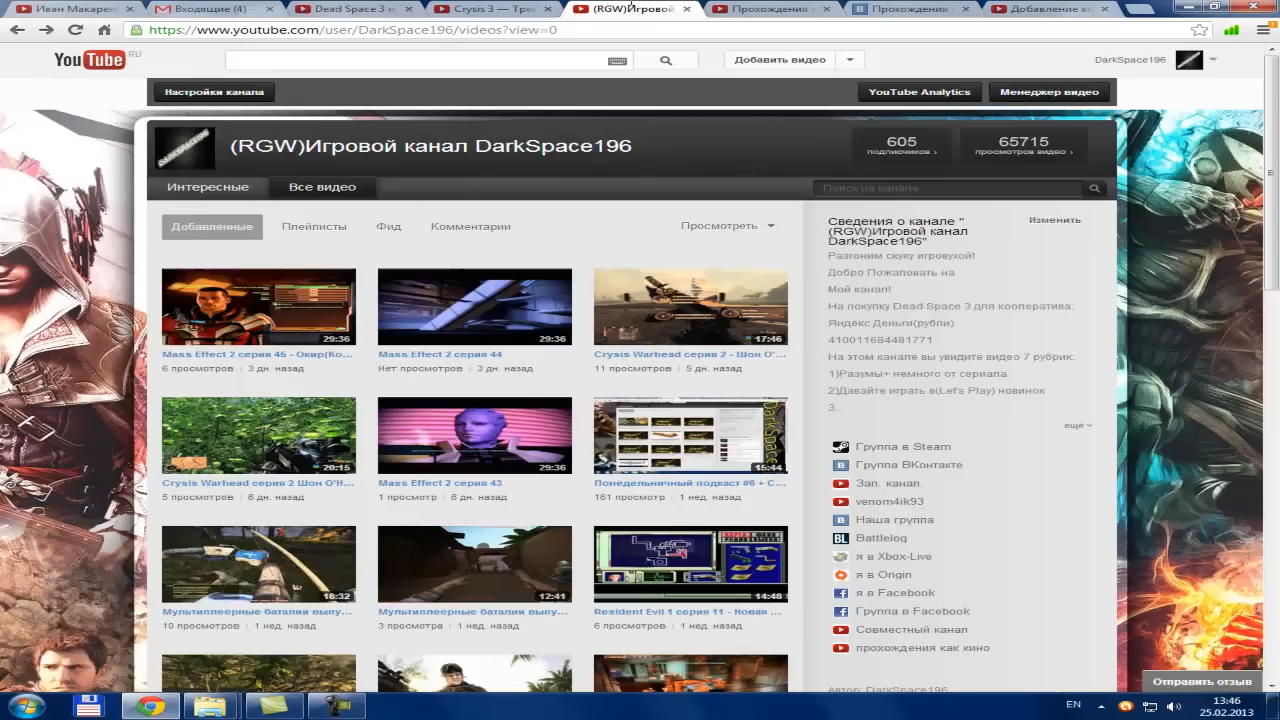 Иван Макарен
Входящие (4) -
Dead Space 3 н
Crysis 3 — Трей
(RGW)Игровой
Прохождения
Прохождения
Добавление в
https://www.youtube.com/user/DarkSpace196/videos?view=0
YouTube RU
Добавить видео
DarkSpace196
Настройки канала
YouTube Analytics
Менеджер видео
DARKSPACE196
(RGW)Игровой канал DarkSpace196
605
подписчиков ›
65715
просмотров видео ›
Интересные
Все видео
Поиск на канале
Добавленные
Плейлисты
Фид
Комментарии
Просмотреть
29:36
29:36
17:46
Mass Effect 2 серия 45 - Окир(Ко...
Mass Effect 2 серия 44
Crysis Warhead серия 2 - Шон О'...
6 просмотров | 3 дн. назад
Нет просмотров | 3 дн. назад
11 просмотров | 5 дн. назад
20:15
29:36
15:44
Crysis Warhead серия 2 Шон О'Н...
Mass Effect 2 серия 43
Понедельничный подкаст #6 + С...
5 просмотров | 6 дн. назад
1 просмотр | 6 дн. назад
161 просмотр | 1 нед. назад
18:32
12:41
14:48
Мультиплеерные баталии выпу...
Мультиплеерные баталии выпу...
Resident Evil 1 серия 11 - Новая ...
10 просмотров | 1 нед. назад
3 просмотра | 1 нед. назад
6 просмотров | 1 нед. назад
Сведения о канале "
(RGW)Игровой канал
DarkSpace196"
Изменить
Разгоним скуку игровухой!
Добро Пожаловать на
Мой канал!
На покупку Dead Space 3 для кооператива:
Яндекс Деньги(рубли)
410011684481771
На этом канале вы увидите видео 7 рубрик:
1)Разумы+ немного от сериала.
2)Давайте играть в(Let's Play) новинок
3...
ещё
Группа в Steam
Группа ВКонтакте
Зап. канал
venom4ik93
Наша группа
BL Battlelog
я в Xbox-Live
я в Origin
я в Facebook
Группа в Facebook
Совместный канал
прохождения как кино
Автор: DarkSpace196
Отправить отзыв
EN
13:46
25.02.2013